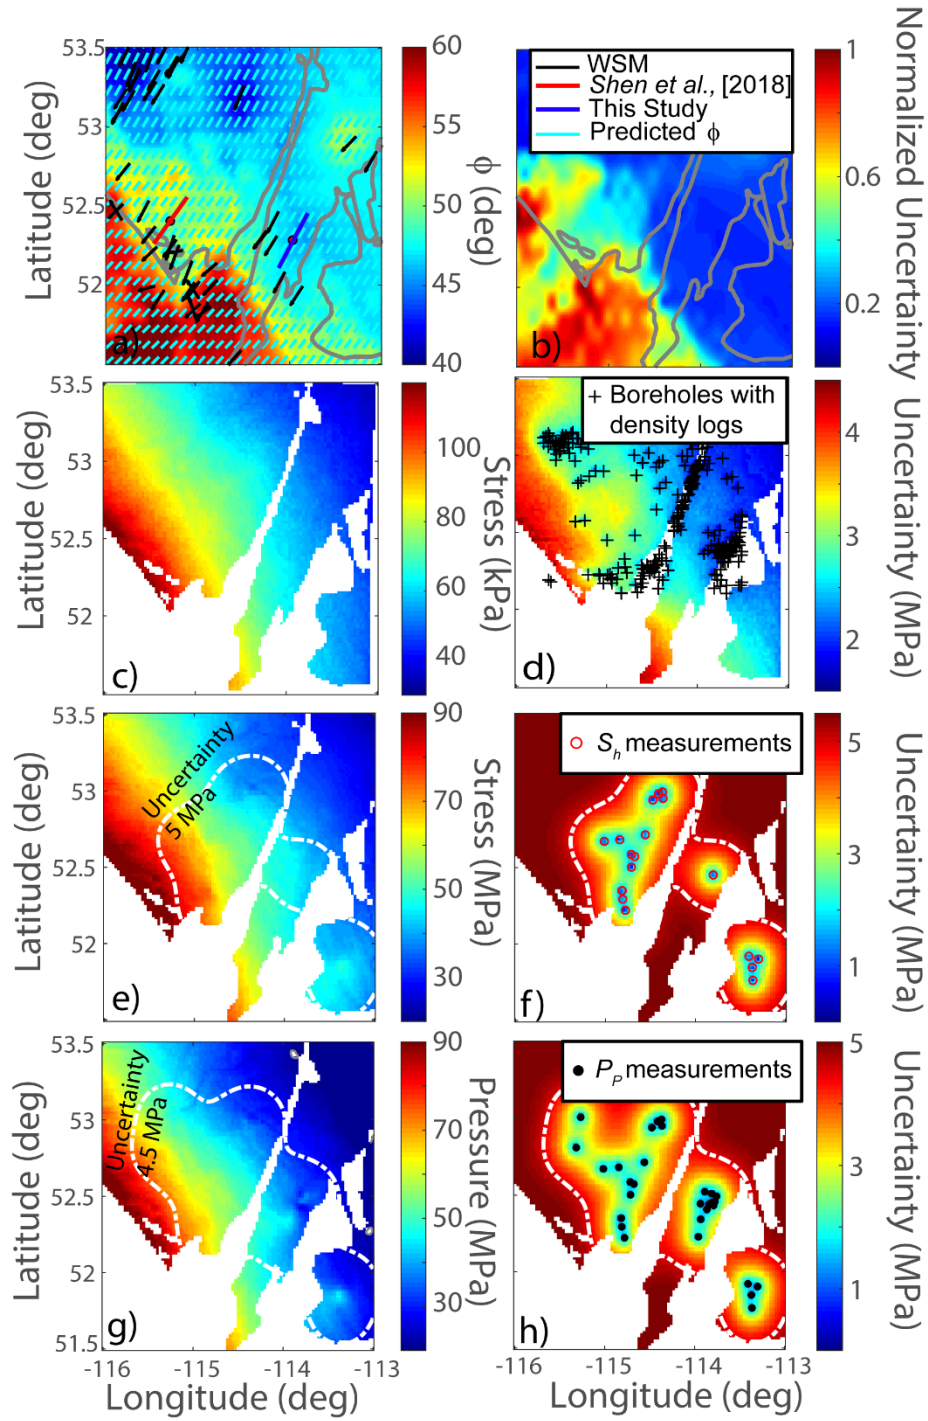 53.5
53
52.5
52
Latitude (deg)
a)
60
55
50
45
40
ϕ (deg)
WSM
Shen et al., [2018]
This Study
Predicted ϕ
b)
1
0.6
0.2
Normalized Uncertainty
53.5
53
52.5
52
Latitude (deg)
c)
100
80
60
40
Stress (kPa)
+ Boreholes with
density logs
d)
4
3
2
Uncertainty (MPa)
53.5
53
52.5
52
Latitude (deg)
Uncertainty
5 MPa
e)
90
70
50
30
Stress (MPa)
Sh measurements
f)
5
3
1
Uncertainty (MPa)
53.5
53
52.5
52
51.5
Latitude (deg)
Uncertainty
4.5 MPa
g)
90
70
50
30
Pressure (MPa)
PP measurements
h)
5
3
1
Uncertainty (MPa)
-116 -115 -114 -113
Longitude (deg)
-116 -115 -114 -113
Longitude (deg)